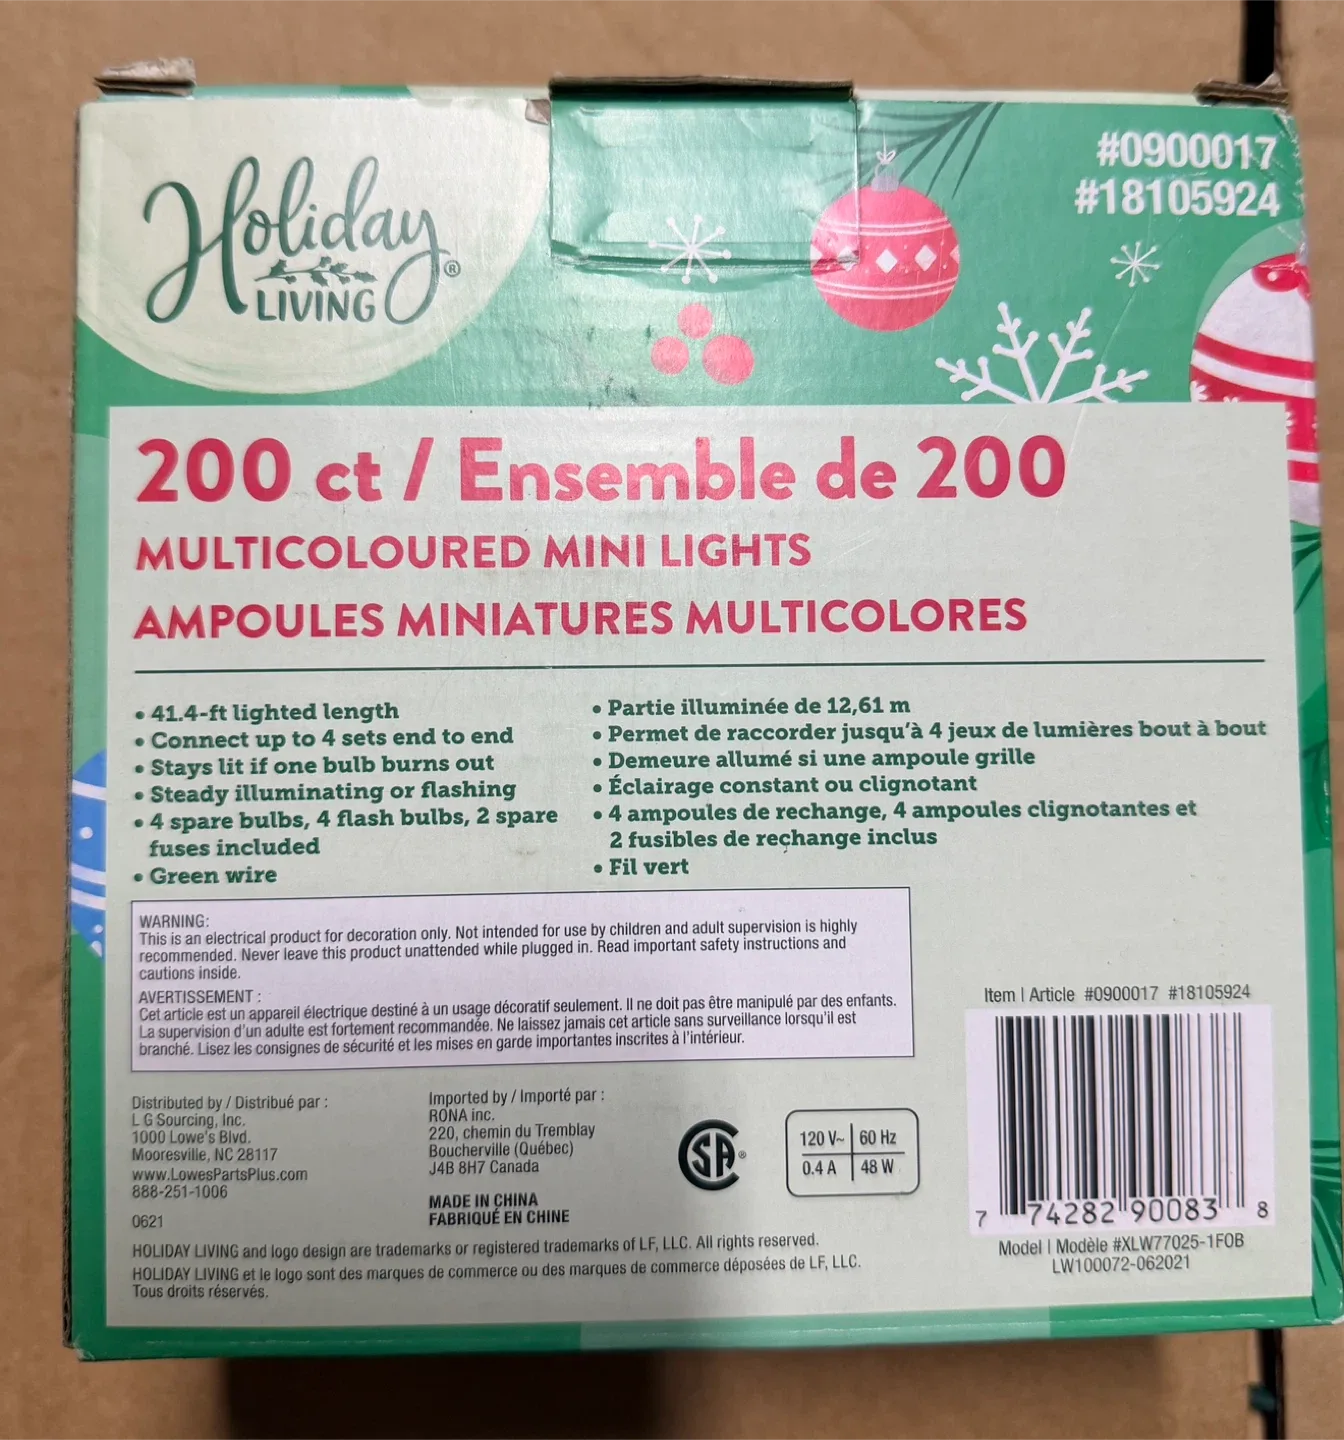 Holiday
LIVING®
#0900017
#18105924
200 ct / Ensemble de 200
MULTICOLOURED MINI LIGHTS
AMPOULES MINIATURES MULTICOLORES
• 41.4-ft lighted length
• Connect up to 4 sets end to end
• Stays lit if one bulb burns out
• Steady illuminating or flashing
• 4 spare bulbs, 4 flash bulbs, 2 spare
fuses included
• Green wire
• Partie illuminée de 12,61 m
• Permet de raccorder jusqu'à 4 jeux de lumières bout à bout
• Demeure allumé si une ampoule grille
• Éclairage constant ou clignotant
• 4 ampoules de rechange, 4 ampoules clignotantes et
2 fusibles de rechange inclus
• Fil vert
WARNING:
This is an electrical product for decoration only. Not intended for use by children and adult supervision is highly
recommended. Never leave this product unattended while plugged in. Read important safety instructions and
cautions inside.
AVERTISSEMENT :
Cet article est un appareil électrique destiné à un usage décoratif seulement. Il ne doit pas être manipulé par des enfants.
La supervision d'un adulte est fortement recommandée. Ne laissez jamais cet article sans surveillance lorsqu'il est
branché. Lisez les consignes de sécurité et les mises en garde importantes inscrites à l'intérieur.
Distributed by / Distribué par :
L G Sourcing, Inc.
1000 Lowe's Blvd.
Mooresville, NC 28117
www.LowesPartsPlus.com
888-251-1006
0621
Imported by / Importé par :
RONA inc.
220, chemin du Tremblay
Boucherville (Québec)
J4B 8H7 Canada
MADE IN CHINA
FABRIQUÉ EN CHINE
SA®
120 V~ 60 Hz
0.4 A 48 W
Item | Article #0900017 #18105924
7 74282 90083 8
Model | Modèle #XLW77025-1FOB
LW100072-062021
HOLIDAY LIVING and logo design are trademarks or registered trademarks of LF, LLC. All rights reserved.
HOLIDAY LIVING et le logo sont des marques de commerce ou des marques de commerce déposées de LF, LLC.
Tous droits réservés.